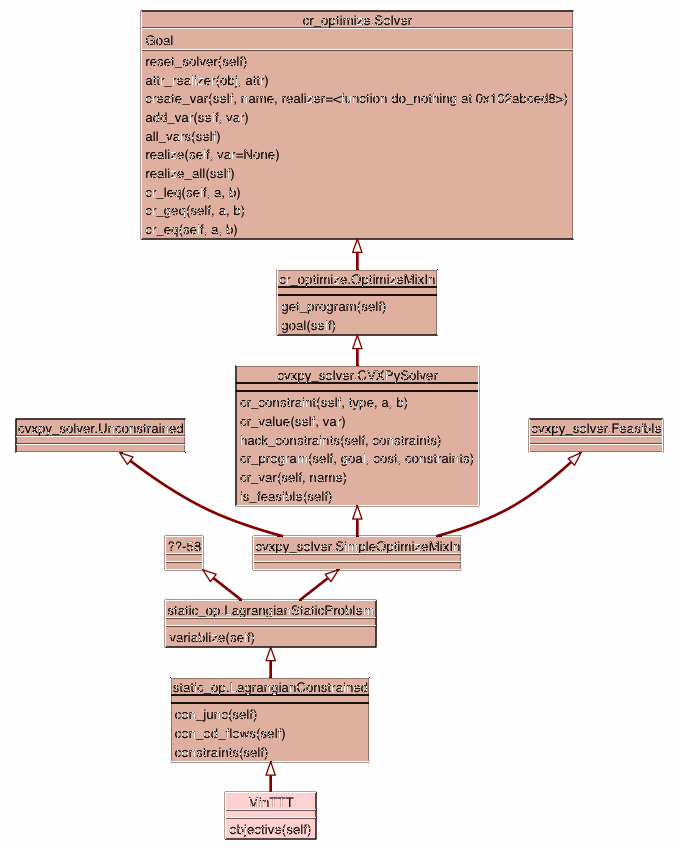 cr_optimize.Solver
Goal
reset_solver(self)
attr_realizer(obj, attr)
create_var(self, name, realizer=<function do_nothing at 0x102abced8>)
add_var(self, var)
all_vars(self)
realize(self, var=None)
realize_all(self)
cr_leq(self, a, b)
cr_geq(self, a, b)
cr_eq(self, a, b)
cr_optimize.OptimizeMixIn
get_program(self)
goal(self)
cvxpy_solver.CVXPySolver
cr_constraint(self, type, a, b)
cr_value(self, var)
hack_constraints(self, constraints)
cr_program(self, goal, cost, constraints)
cr_var(self, name)
is_feasible(self)
cvxpy_solver.Unconstrained
cvxpy_solver.Feasible
??-58
cvxpy_solver.SimpleOptimizeMixIn
static_op.LagrangianStaticProblem
variablize(self)
static_op.LagrangianConstrained
con_junc(self)
con_od_flows(self)
constraints(self)
MinTTT
objective(self)